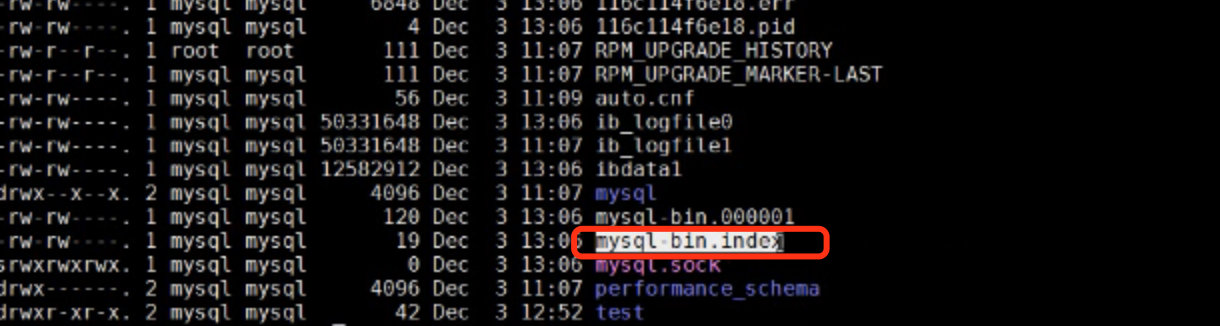 -rw-rw----. 1 mysql mysql 6848 Dec 3 13:06 116c114f6e18.err
-rw-rw----. 1 mysql mysql 4 Dec 3 13:06 116c114f6e18.pid
-rw-r--r--. 1 root root 111 Dec 3 11:07 RPM_UPGRADE_HISTORY
-rw-r--r--. 1 mysql mysql 111 Dec 3 11:07 RPM_UPGRADE_MARKER-LAST
-rw-rw----. 1 mysql mysql 56 Dec 3 11:09 auto.cnf
-rw-rw----. 1 mysql mysql 50331648 Dec 3 13:06 ib_logfile0
-rw-rw----. 1 mysql mysql 50331648 Dec 3 11:07 ib_logfile1
-rw-rw----. 1 mysql mysql 12582912 Dec 3 13:06 ibdata1
drwx--x--x. 2 mysql mysql 4096 Dec 3 11:07 mysql
-rw-rw----. 1 mysql mysql 120 Dec 3 13:06 mysql-bin.000001
-rw-rw----. 1 mysql mysql 19 Dec 3 13:06 mysql-bin.index
srwxrwxrwx. 1 mysql mysql 0 Dec 3 13:06 mysql.sock
drwx------. 2 mysql mysql 4096 Dec 3 11:07 performance_schema
drwxr-xr-x. 2 mysql mysql 42 Dec 3 12:52 test